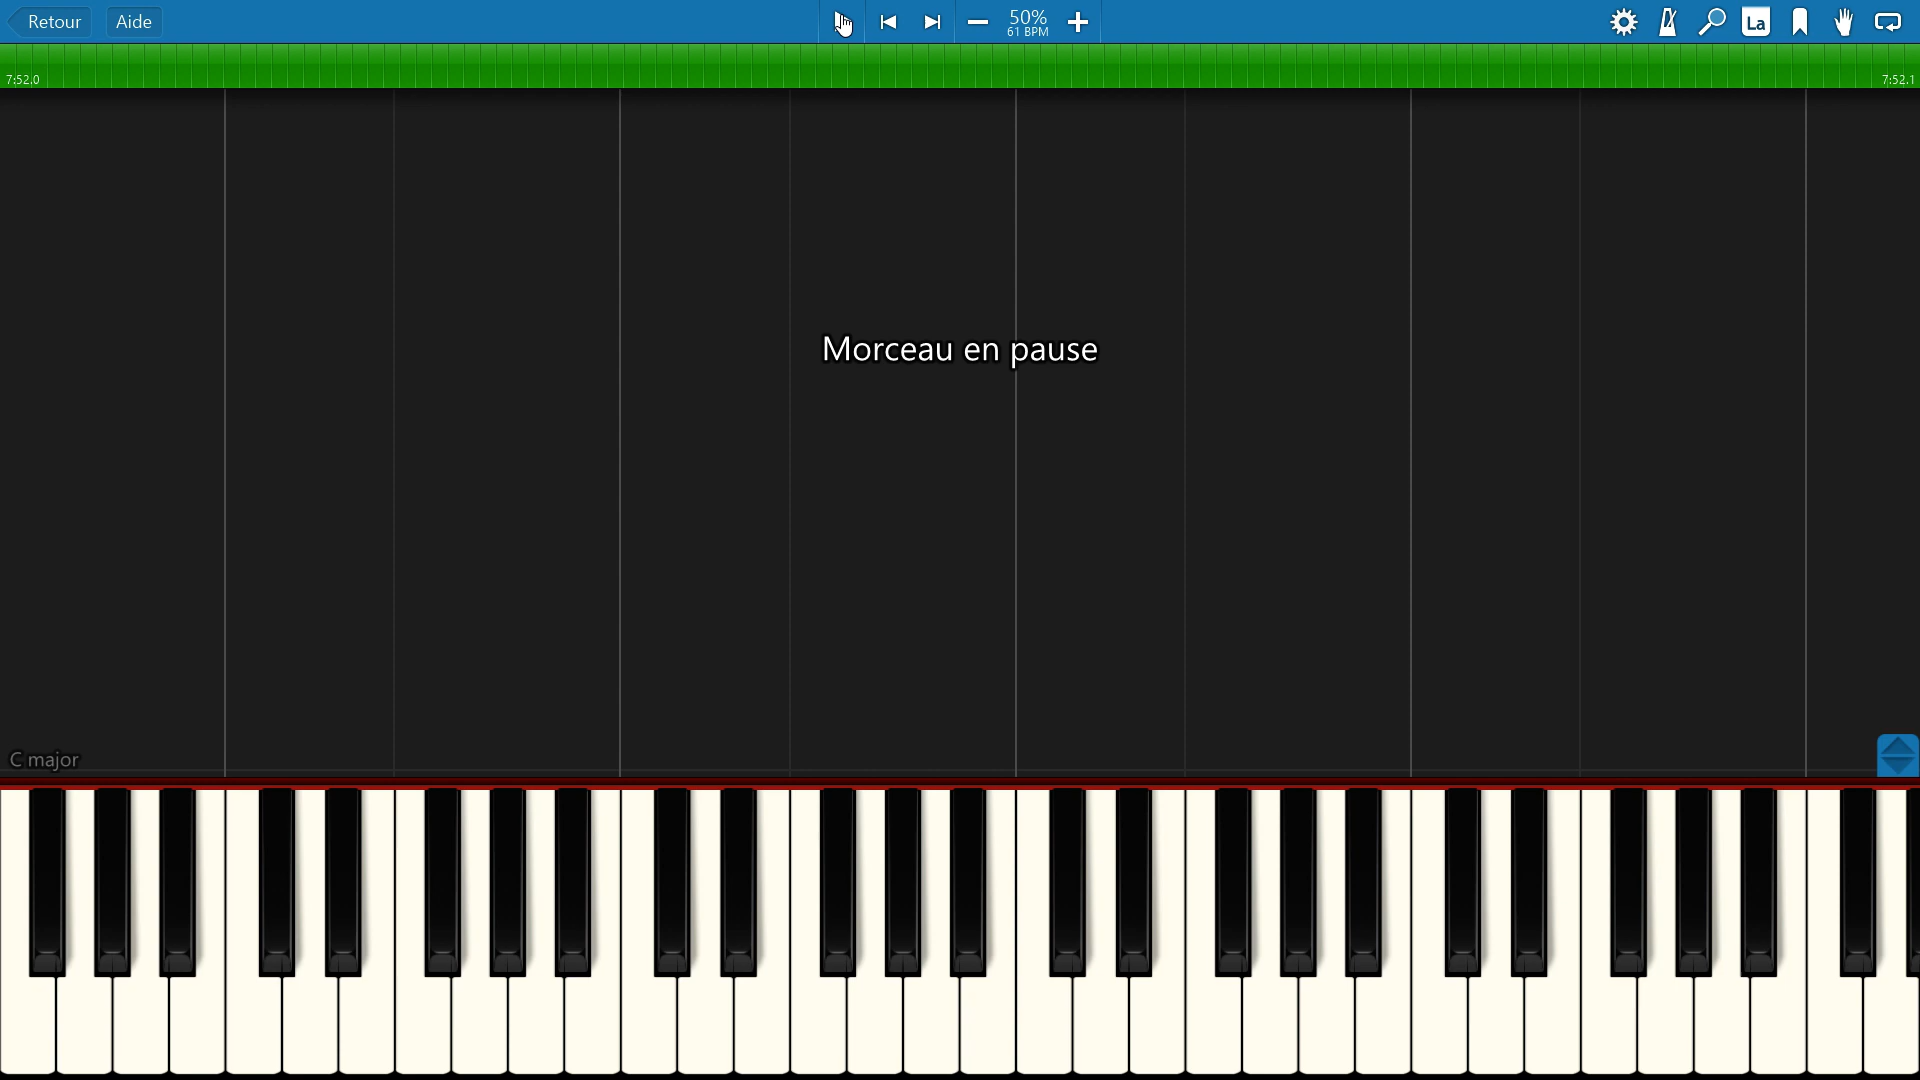 Retour
Aide
50%
61 BPM
La
7:52.0
7:52.1
Morceau en pause
C major